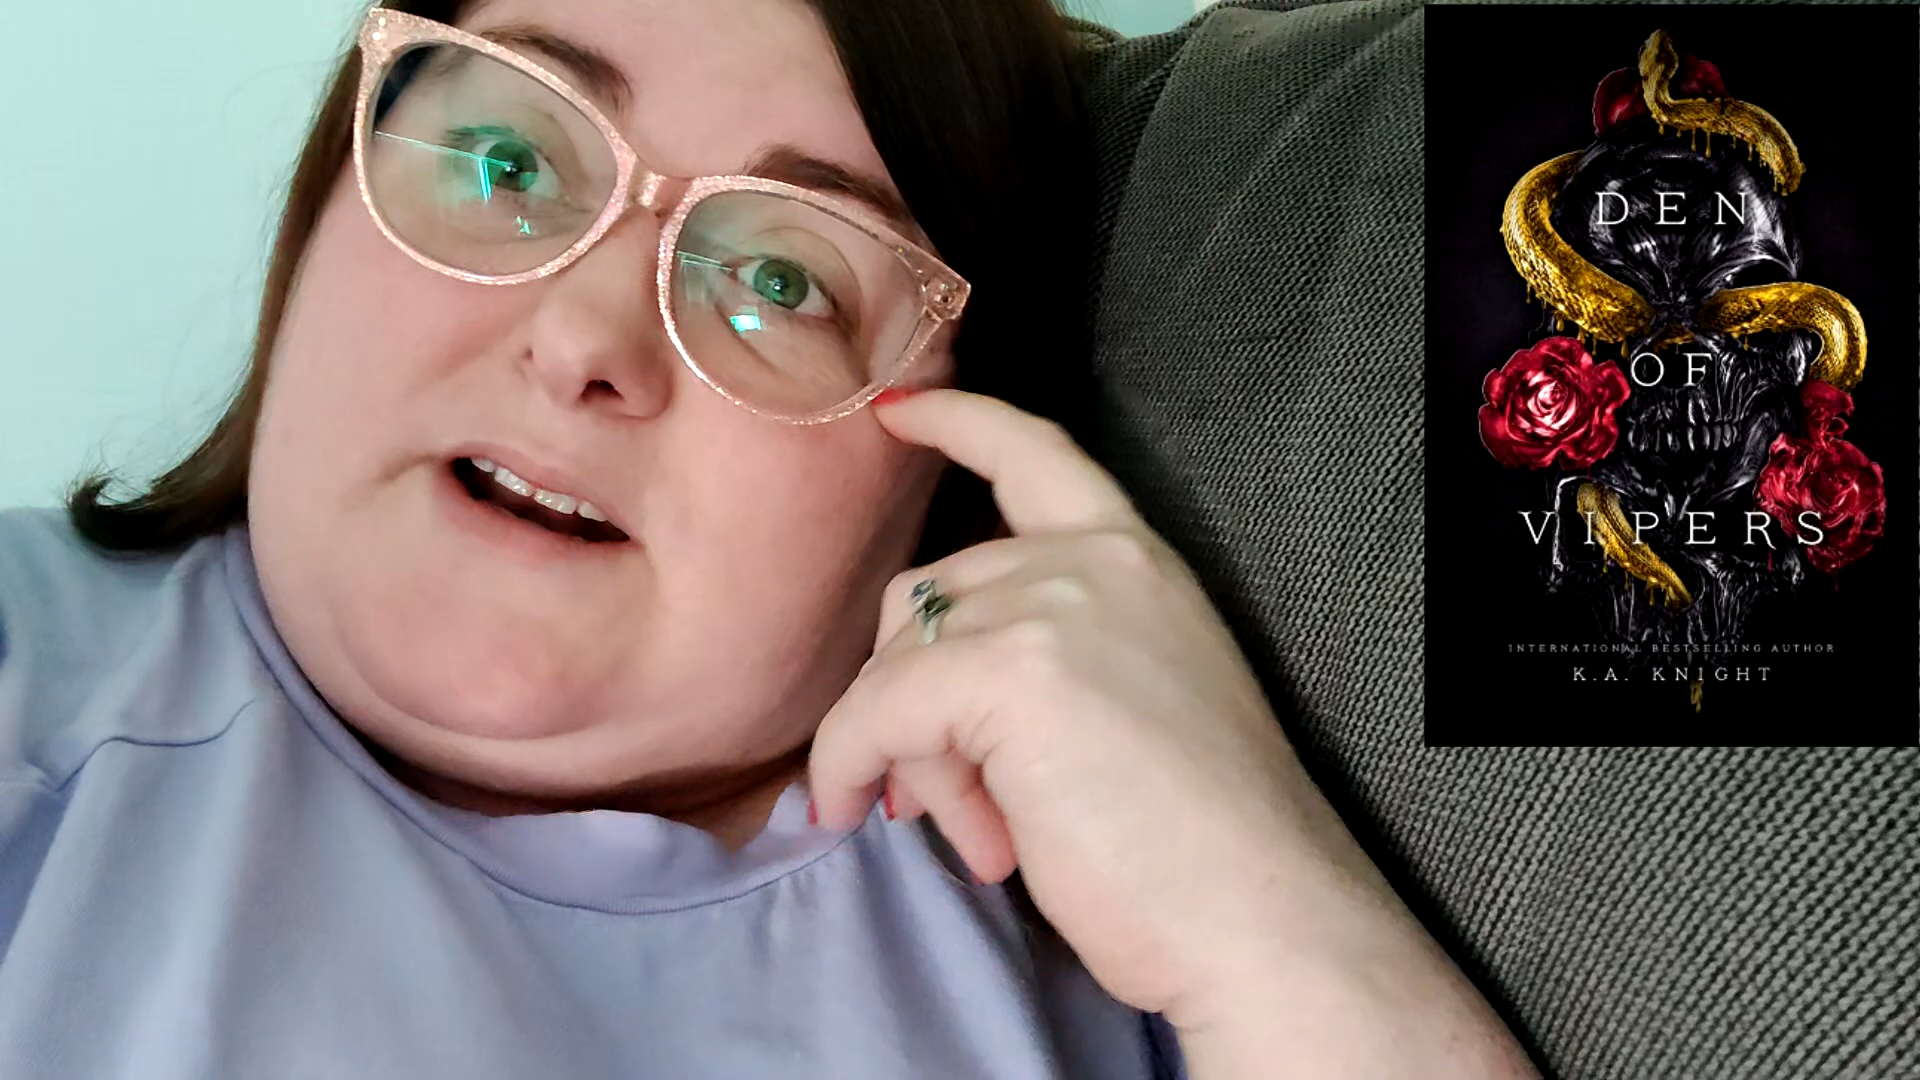 DEN
OF
VIPERS
INTERNATIONAL BESTSELLING AUTHOR
K.A. KNIGHT